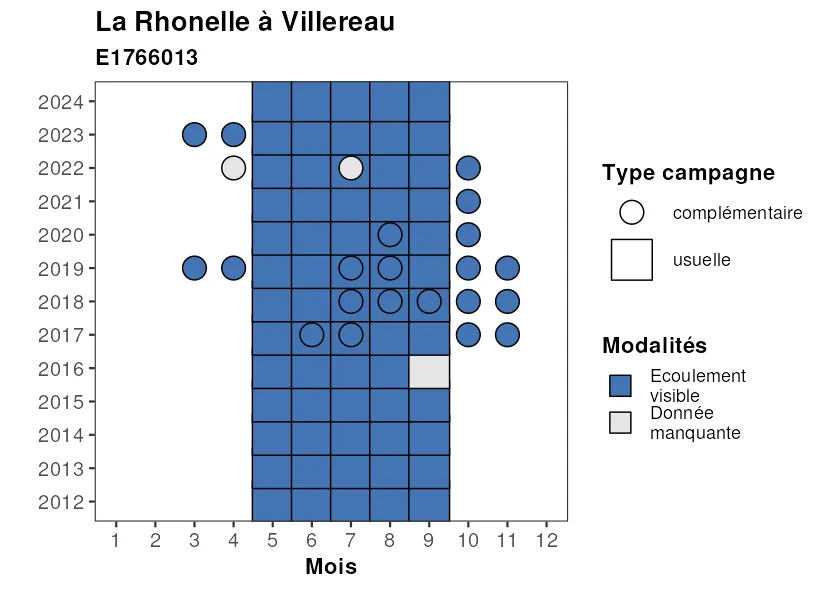 La Rhonelle à Villereau
E1766013
2024
2023
2022
2021
2020
2019
2018
2017
2016
2015
2014
2013
2012
1 2 3 4 5 6 7 8 9 10 11 12
Mois
Type campagne
complémentaire
usuelle
Modalités
Ecoulement
visible
Donnée
manquante